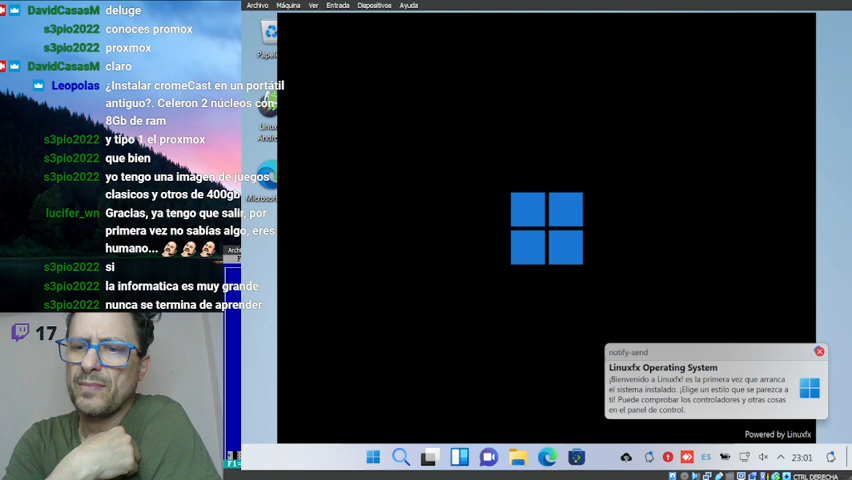 Archivo Máquina Ver Entrada Dispositivos Ayuda
DavidCasasM deluge
s3pio2022 conoces promox
s3pio2022 proxmox
DavidCasasM claro
Leopolas ¿Instalar cromeCast en un portátil
antiguo?. Celeron 2 núcleos con
8Gb de ram
s3pio2022 y tipo 1 el proxmox
s3pio2022 que bien
s3pio2022 yo tengo una imagen de juegos
clasicos y otros de 400gb
lucifer_wn Gracias, ya tengo que salir, por
primera vez no sabías algo, eres
humano...
s3pio2022 si
s3pio2022 la informatica es muy grande
s3pio2022 nunca se termina de aprender
17
notify-send
Linuxfx Operating System
¡Bienvenido a Linuxfx! es la primera vez que arranca
el sistema instalado. ¡Elige un estilo que se parezca a
ti! Puede comprobar los controladores y otras cosas
en el panel de control.
Powered by Linuxfx
ES
23:01
CTRL DERECHA